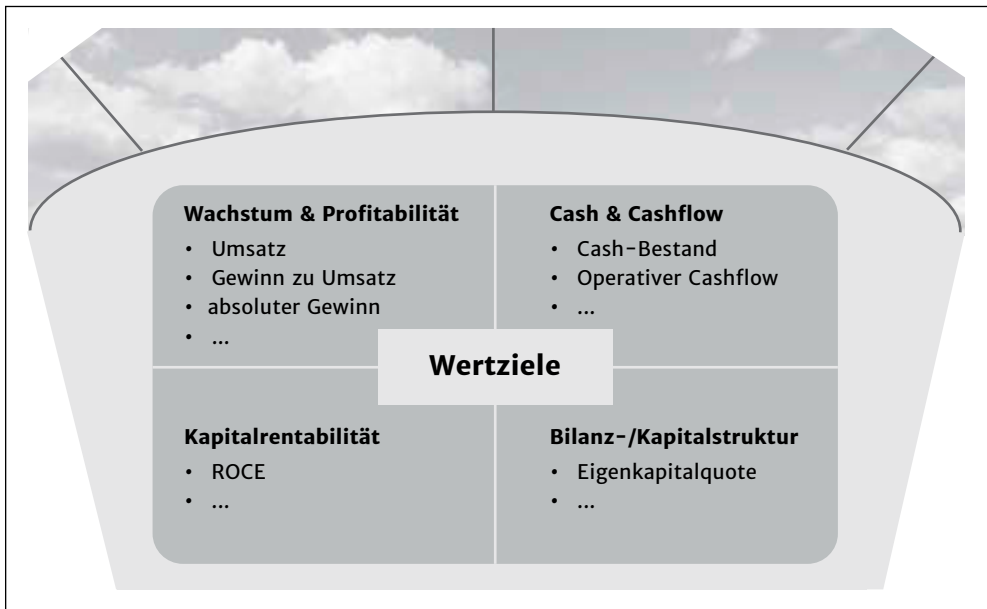 Wachstum & Profitabilität
• Umsatz
• Gewinn zu Umsatz
• absoluter Gewinn
• ...
Cash & Cashflow
• Cash-Bestand
• Operativer Cashflow
• ...
Wertziele
Kapitalrentabilität
• ROCE
• ...
Bilanz-/Kapitalstruktur
• Eigenkapitalquote
• ...